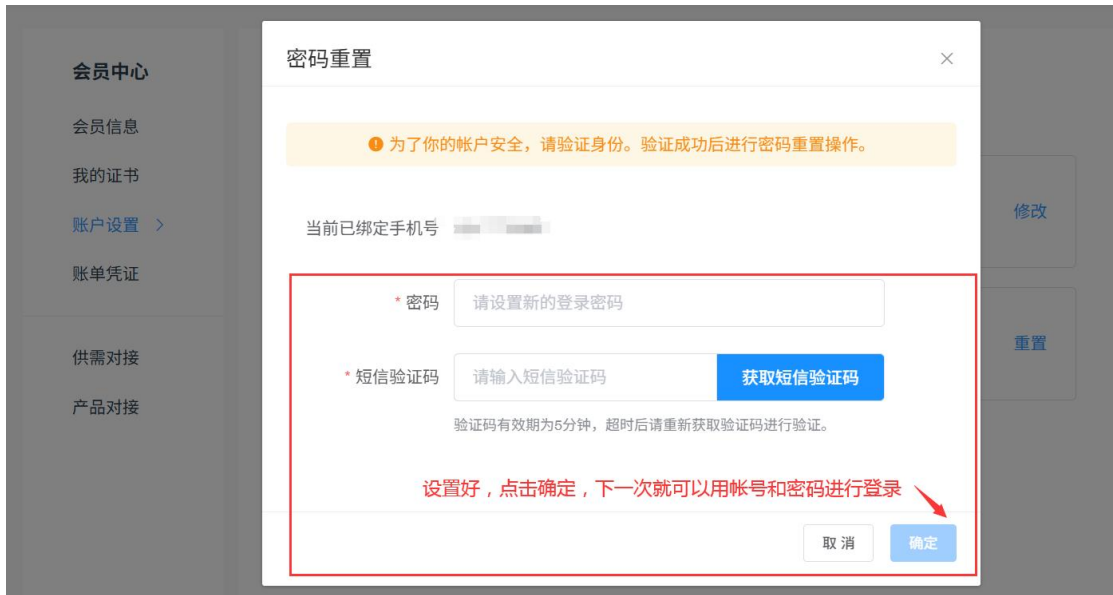 会员中心
会员信息
我的证书
账户设置 >
账单凭证
供需对接
产品对接
密码重置
为了你的帐户安全，请验证身份。验证成功后进行密码重置操作。
当前已绑定手机号
* 密码 请设置新的登录密码
* 短信验证码 请输入短信验证码 获取短信验证码
验证码有效期为5分钟，超时后请重新获取验证码进行验证。
设置好，点击确定，下一次就可以用帐号和密码进行登录
取消 确定
修改
重置